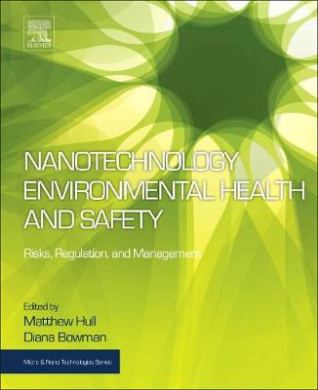 ELSEVIER
NANOTECHNOLOGY
ENVIRONMENTAL HEALTH
AND SAFETY
Risks, Regulation, and Management
Edited by
Matthew Hull
Diana Bowman
Micro & Nano Technologies Series